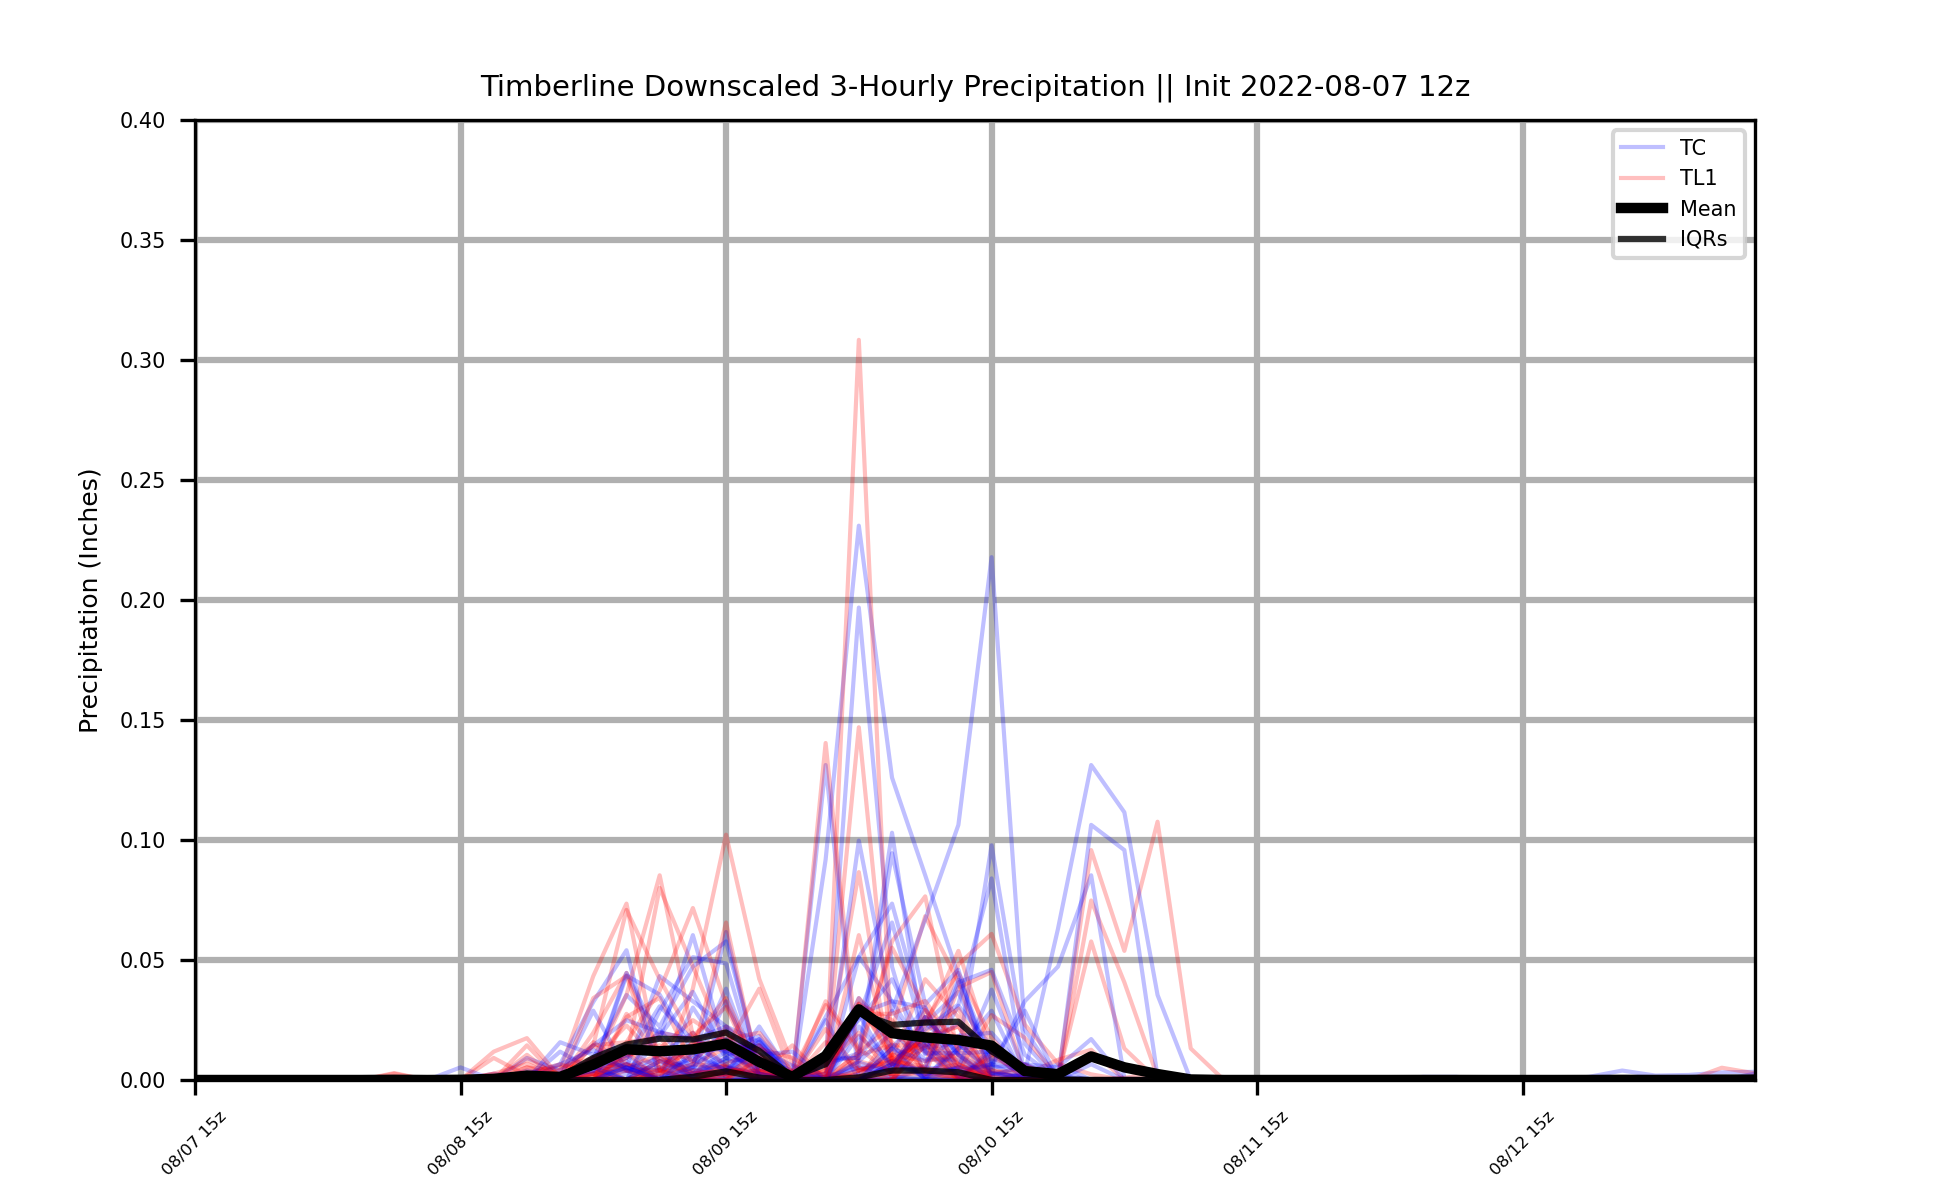 Timberline Downscaled 3-Hourly Precipitation || Init 2022-08-07 12z
TC
TL1
Mean
IQRs
Precipitation (Inches)
0.40
0.35
0.30
0.25
0.20
0.15
0.10
0.05
0.00
08/07 15z
08/08 15z
08/09 15z
08/10 15z
08/11 15z
08/12 15z